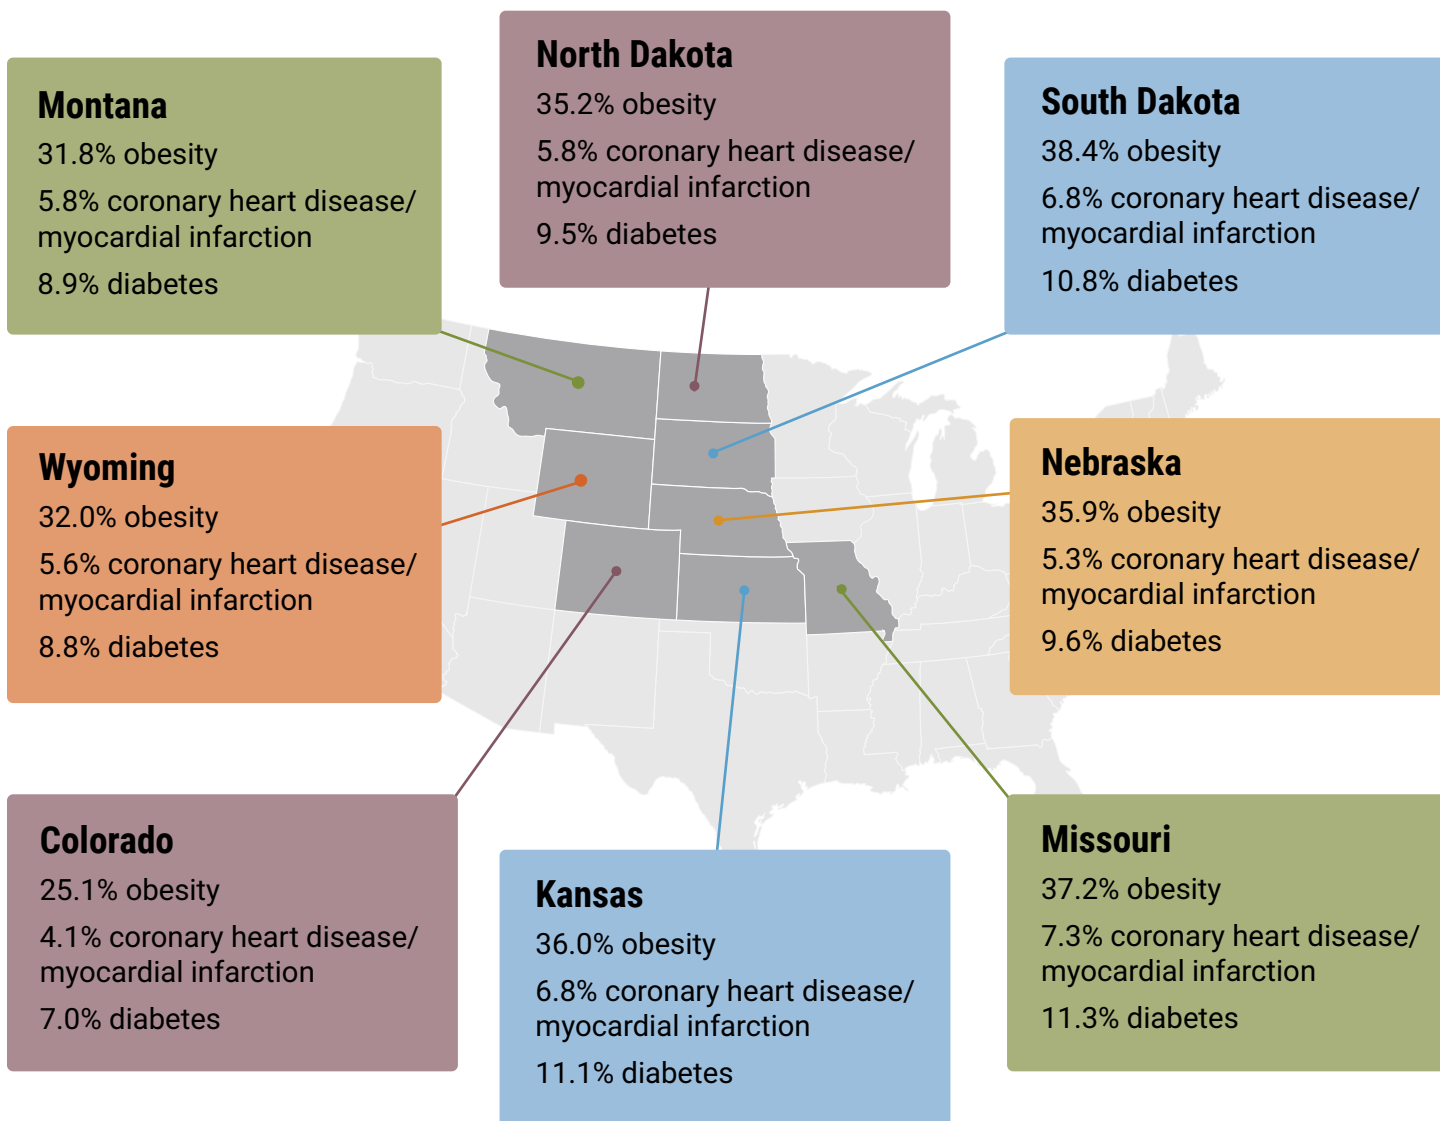 North Dakota
35.2% obesity
5.8% coronary heart disease/
myocardial infarction
9.5% diabetes
Montana
31.8% obesity
5.8% coronary heart disease/
myocardial infarction
8.9% diabetes
South Dakota
38.4% obesity
6.8% coronary heart disease/
myocardial infarction
10.8% diabetes
Wyoming
32.0% obesity
5.6% coronary heart disease/
myocardial infarction
8.8% diabetes
Nebraska
35.9% obesity
5.3% coronary heart disease/
myocardial infarction
9.6% diabetes
Colorado
25.1% obesity
4.1% coronary heart disease/
myocardial infarction
7.0% diabetes
Kansas
36.0% obesity
6.8% coronary heart disease/
myocardial infarction
11.1% diabetes
Missouri
37.2% obesity
7.3% coronary heart disease/
myocardial infarction
11.3% diabetes